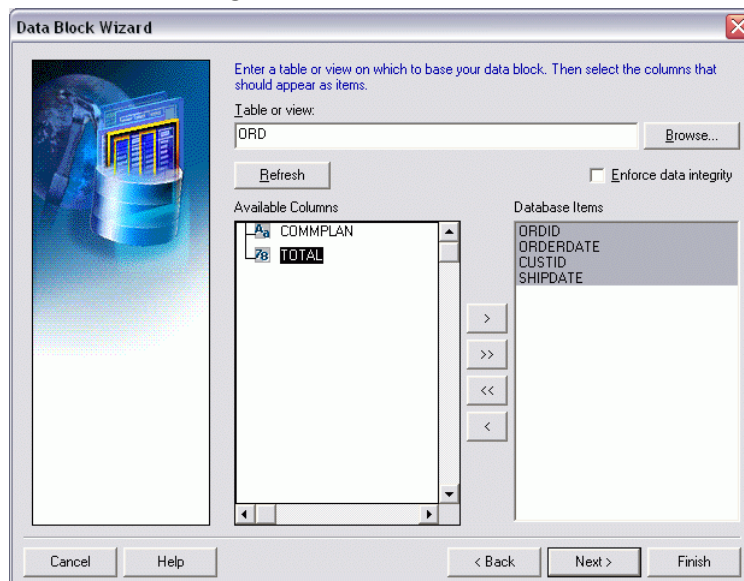 Data Block Wizard
Enter a table or view on which to base your data block. Then select the columns that
should appear as items.
Table or view:
ORD
Browse...
Refresh
Enforce data integrity
Available Columns
Database Items
Aa COMMPLAN
78 TOTAL
ORDID
ORDERDATE
CUSTID
SHIPDATE
>
>>
<<
<
Cancel
Help
< Back
Next >
Finish